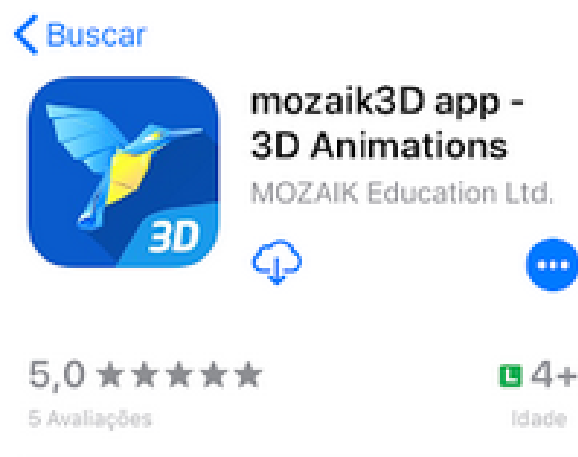 Buscar
mozaik3D app -
3D Animations
MOZAIK Education Ltd.
3D
5,0 ★★★★★
L 4+
5 Avaliações
Idade